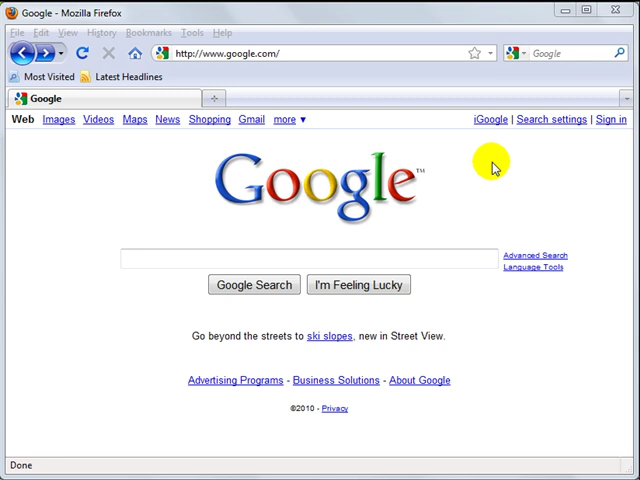 Google - Mozilla Firefox
File Edit View History Bookmarks Tools Help
http://www.google.com/ Google
Most Visited Latest Headlines
Google
Web Images Videos Maps News Shopping Gmail more ▼ iGoogle | Search settings | Sign in
Google™
Advanced Search
Language Tools
Google Search I'm Feeling Lucky
Go beyond the streets to ski slopes, new in Street View.
Advertising Programs - Business Solutions - About Google
©2010 - Privacy
Done